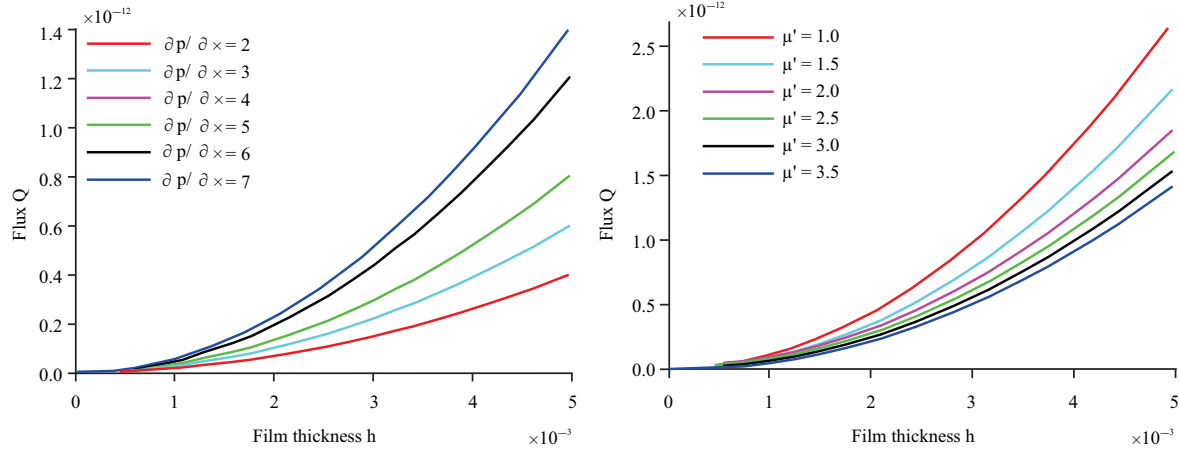 ×10⁻¹²
1.4
1.2
1.0
0.8
0.6
0.4
0.2
0.0
Flux Q
∂ p/ ∂ × = 2
∂ p/ ∂ × = 3
∂ p/ ∂ × = 4
∂ p/ ∂ × = 5
∂ p/ ∂ × = 6
∂ p/ ∂ × = 7
0 1 2 3 4 5
Film thickness h
×10⁻³
×10⁻¹²
2.5
2.0
1.5
1.0
0.5
0.0
Flux Q
μ' = 1.0
μ' = 1.5
μ' = 2.0
μ' = 2.5
μ' = 3.0
μ' = 3.5
0 1 2 3 4 5
Film thickness h
×10⁻³